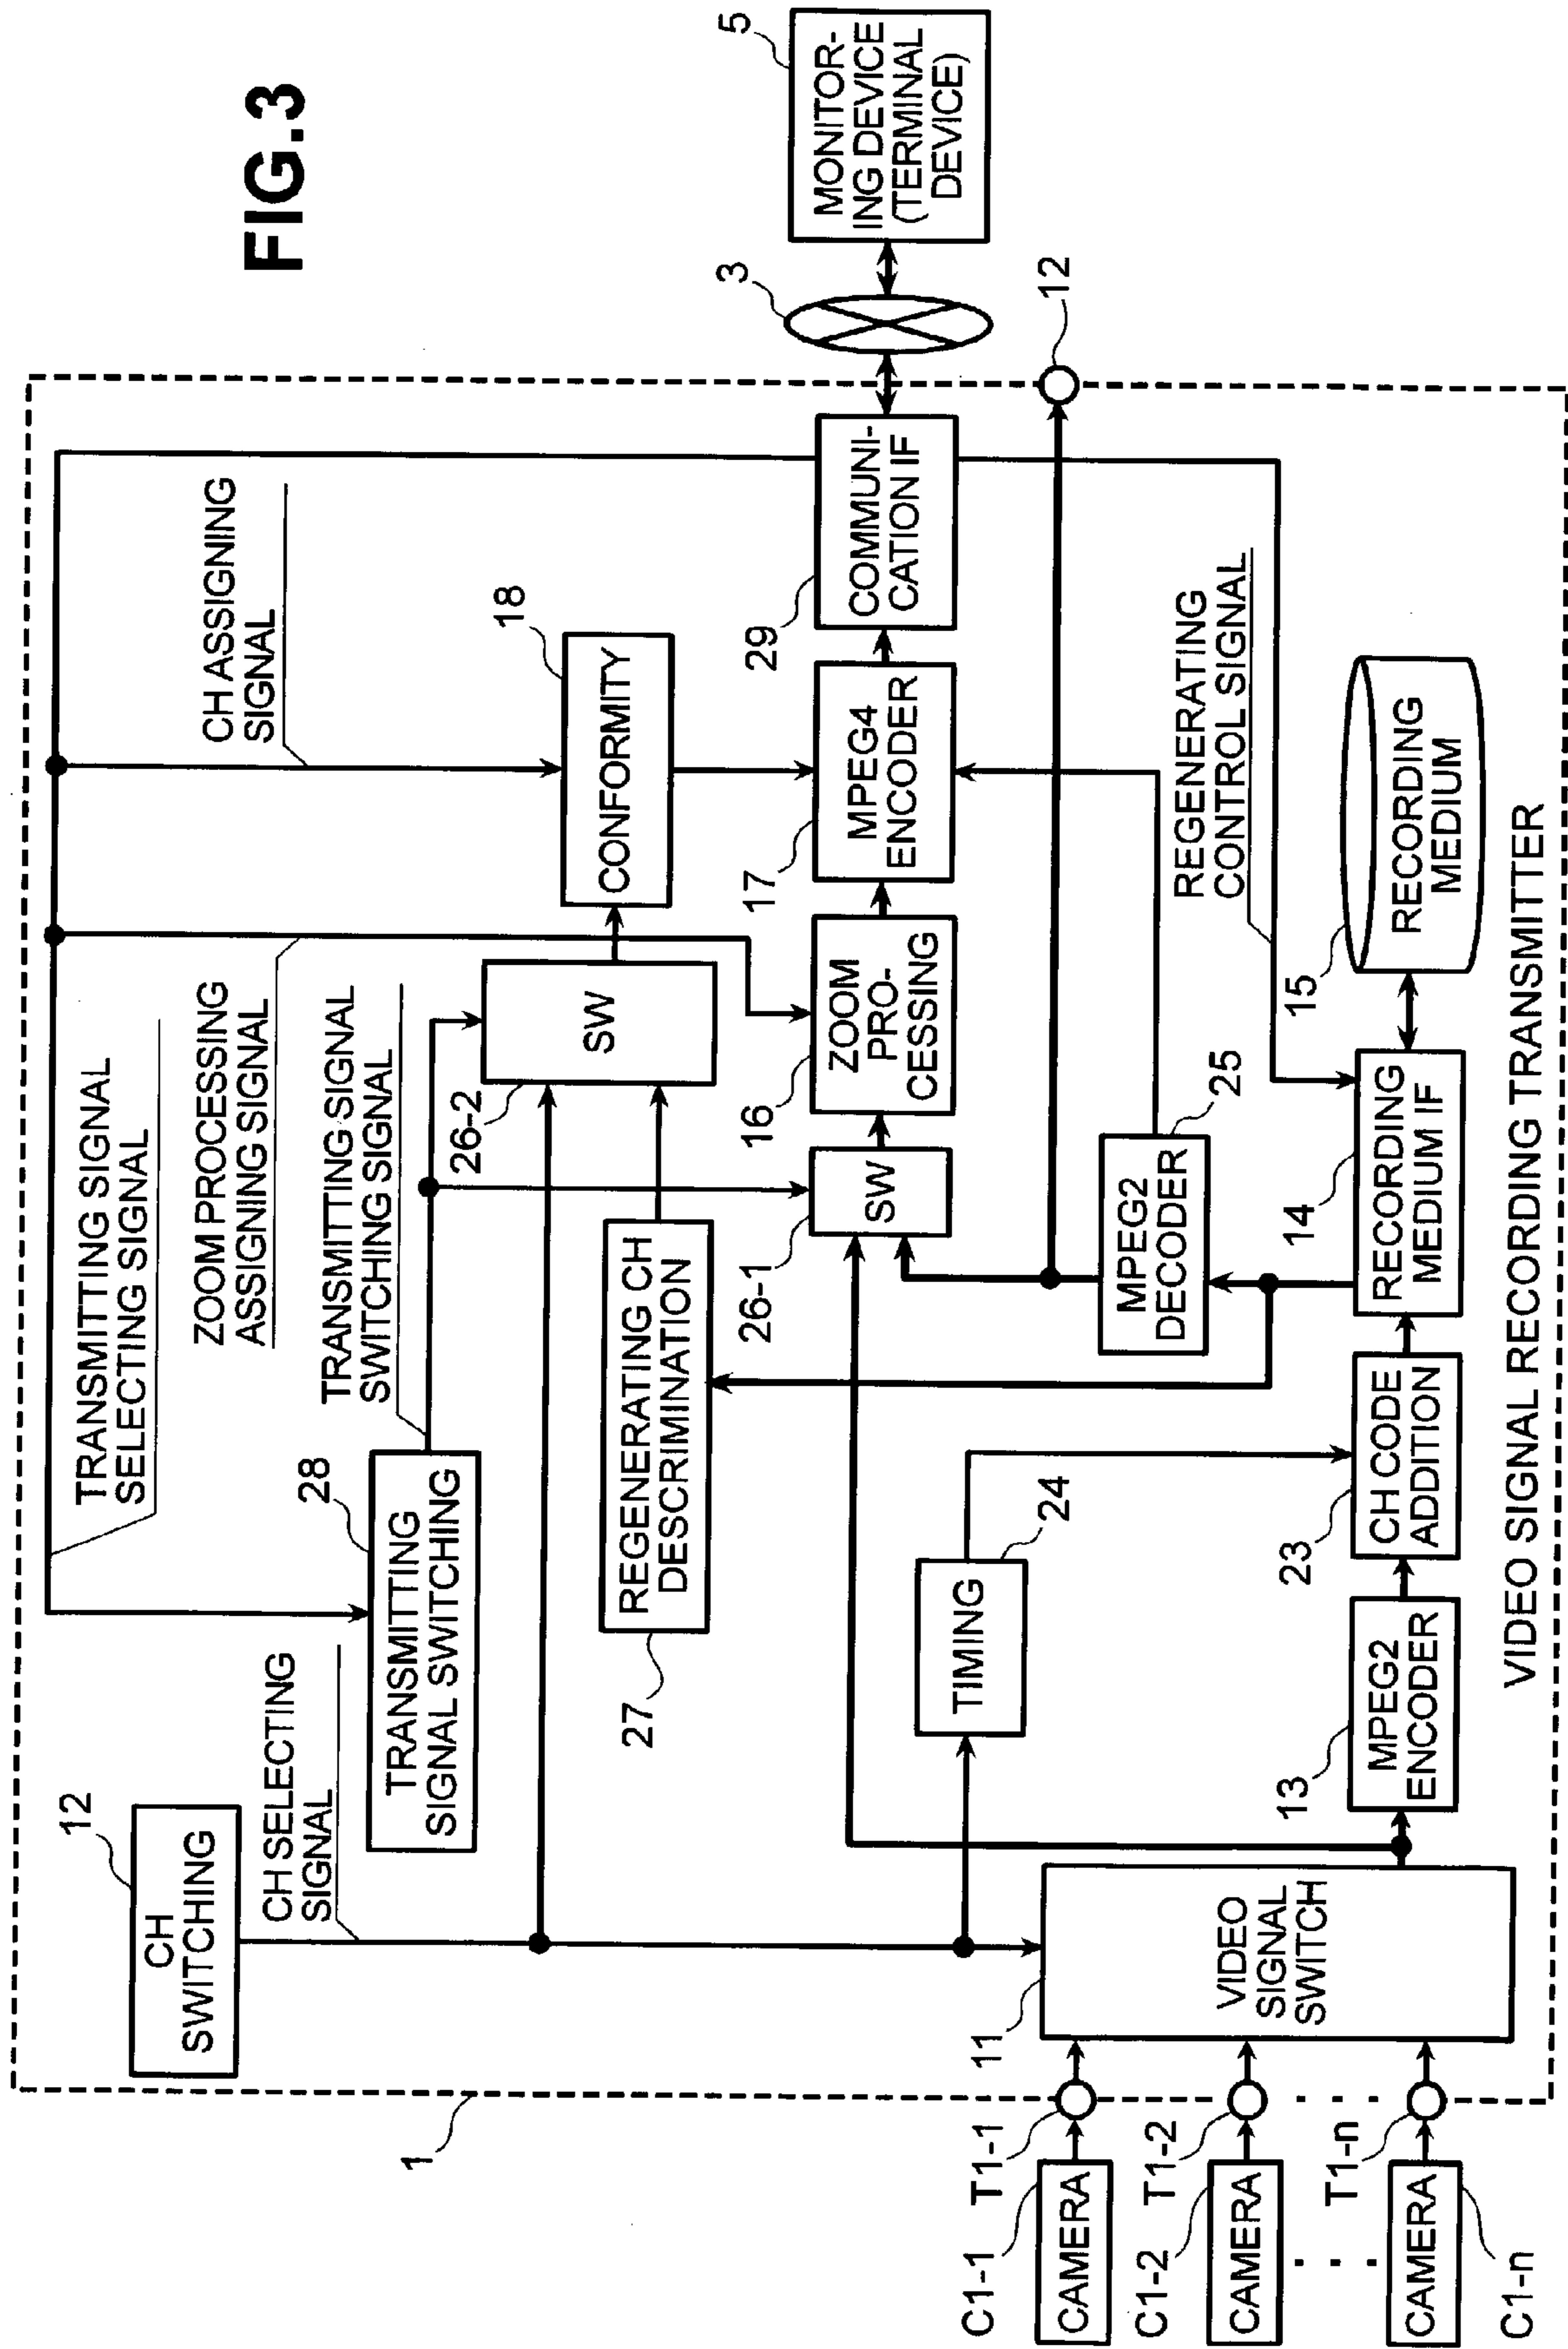 FIG.3
1
12
CH
SWITCHING
CH SELECTING
SIGNAL
TRANSMITTING SIGNAL
SELECTING SIGNAL
ZOOM PROCESSING
ASSIGNING SIGNAL
TRANSMITTING SIGNAL
SWITCHING SIGNAL
CH ASSIGNING
SIGNAL
28
TRANSMITTING
SIGNAL SWITCHING
26-2
SW
18
CONFORMITY
27
REGENERATING CH
DESCRIMINATION
26-1
SW
16
ZOOM
PRO-
CESSING
17
MPEG4
ENCODER
29
COMMUNI-
CATION IF
3
5
MONITOR-
ING DEVICE
(TERMINAL
DEVICE)
12
24
TIMING
25
MPEG2
DECODER
REGENERATING
CONTROL SIGNAL
C1-1
CAMERA
T1-1
C1-2
CAMERA
T1-2
C1-n
CAMERA
T1-n
11
VIDEO
SIGNAL
SWITCH
13
MPEG2
ENCODER
23
CH CODE
ADDITION
14
RECORDING
MEDIUM IF
15
RECORDING
MEDIUM
VIDEO SIGNAL RECORDING TRANSMITTER